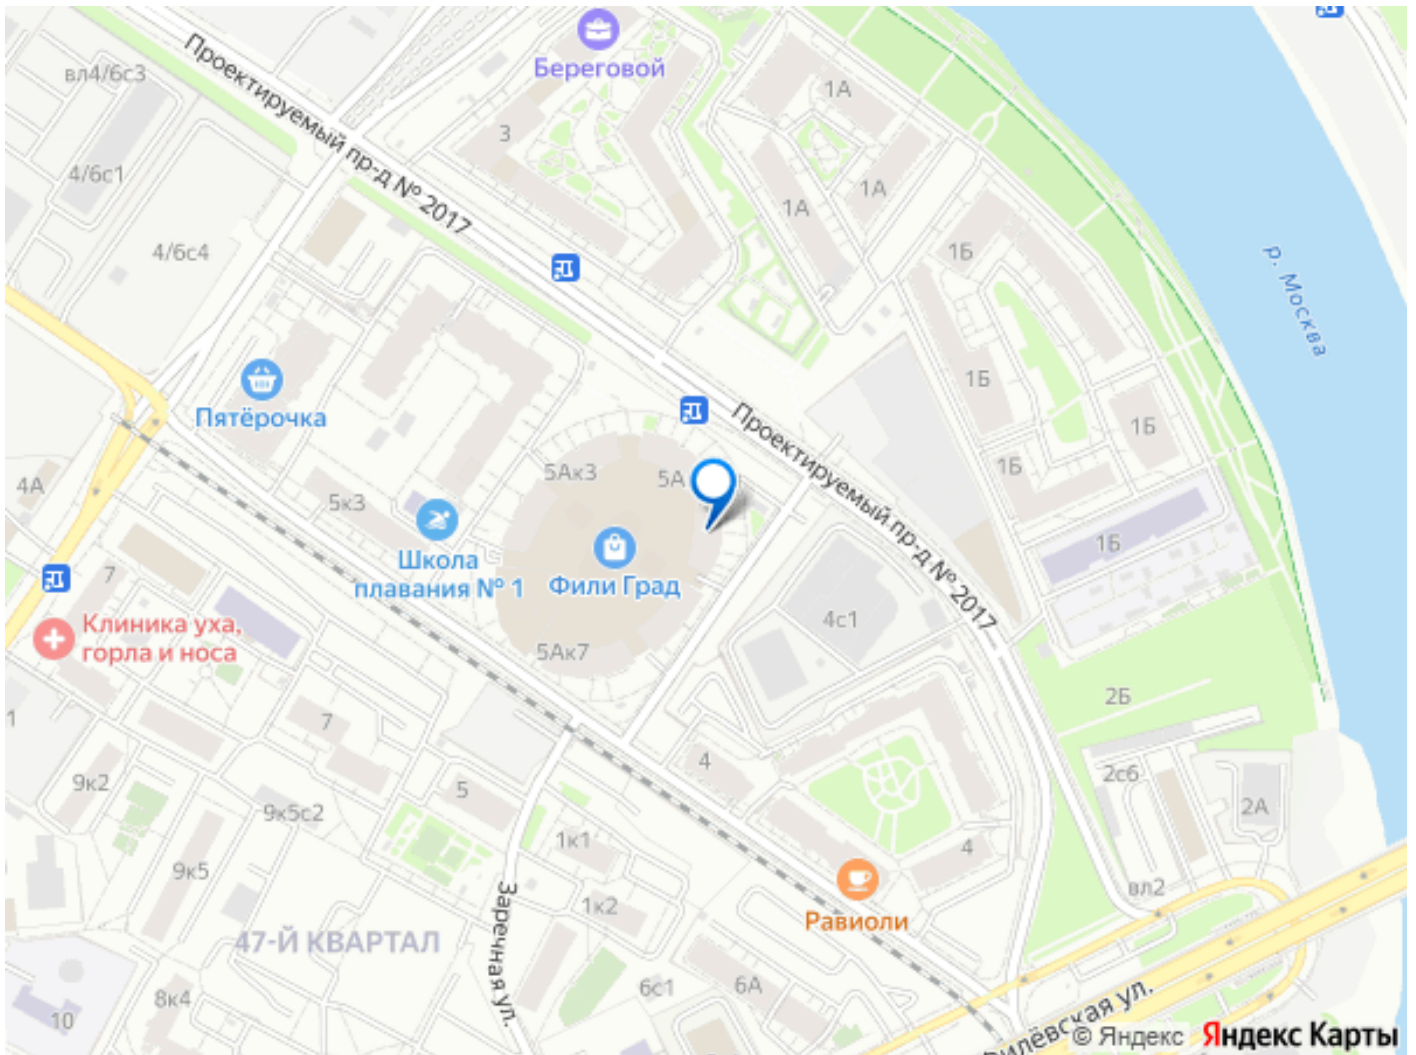 Береговой
вл4/6с3
Проектируемый пр-д № 2017
1А
3
4/6с1
1А
1А
4/6с4
1Б
р. Москва
Пятёрочка
1Б
Проектируемый пр-д № 2017
1Б
5Ак3
5А
1Б
4А
5к3
Школа
плавания № 1
Фили Град
1Б
7
Клиника уха,
горла и носа
4с1
5Ак7
2Б
1
7
4
2с6
9к2
5
9к5с2
2А
1к1
4
9к5
вл2
Заречная ул.
1к2
Равиоли
47-Й КВАРТАЛ
6с1
6А
8к4
10
Филёвская ул.
© Яндекс Яндекс Карты